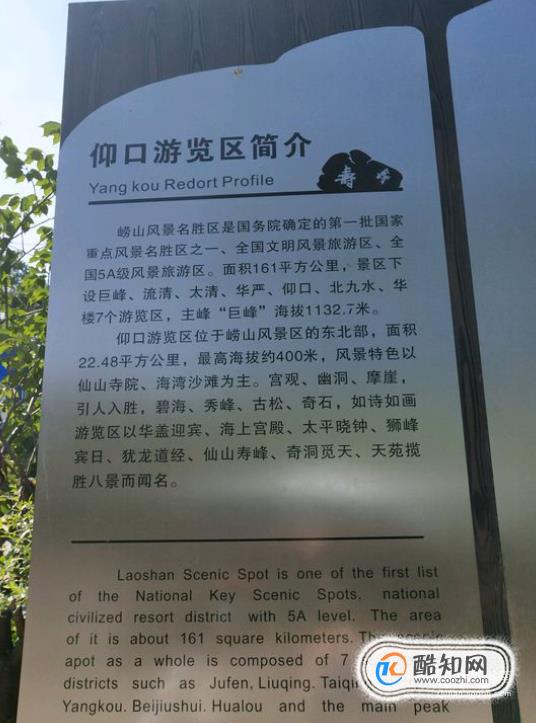 仰口游览区简介
Yang kou Redort Profile
壽
崂山风景名胜区是国务院确定的第一批国家
重点风景名胜区之一、全国文明风景旅游区、全
国5A级风景旅游区。面积161平方公里，景区下
设巨峰、流清、太清、华严、仰口、北九水、华
楼7个游览区，主峰“巨峰”海拔1132.7米。
仰口游览区位于崂山风景区的东北部，面积
22.48平方公里，最高海拔约400米，风景特色以
仙山寺院、海湾沙滩为主。宫观、幽洞、摩崖，
引人入胜，碧海、秀峰、古松、奇石，如诗如画
游览区以华盖迎宾、海上宫殿、太平晓钟、狮峰
宾日、犹龙道经、仙山寿峰、奇洞觅天、天苑揽
胜八景而闻名。
Laoshan Scenic Spot is one of the first list
of the National Key Scenic Spots, national
civilized resort district with 5A level. The area
of it is about 161 square kilometers. The
apot as a whole is composed of 7
districts such as Jufen, Liuqing. Taiqin
Yangkou. Beijiushui. Hualou and the main peak
酷知网
www.coozhi.com